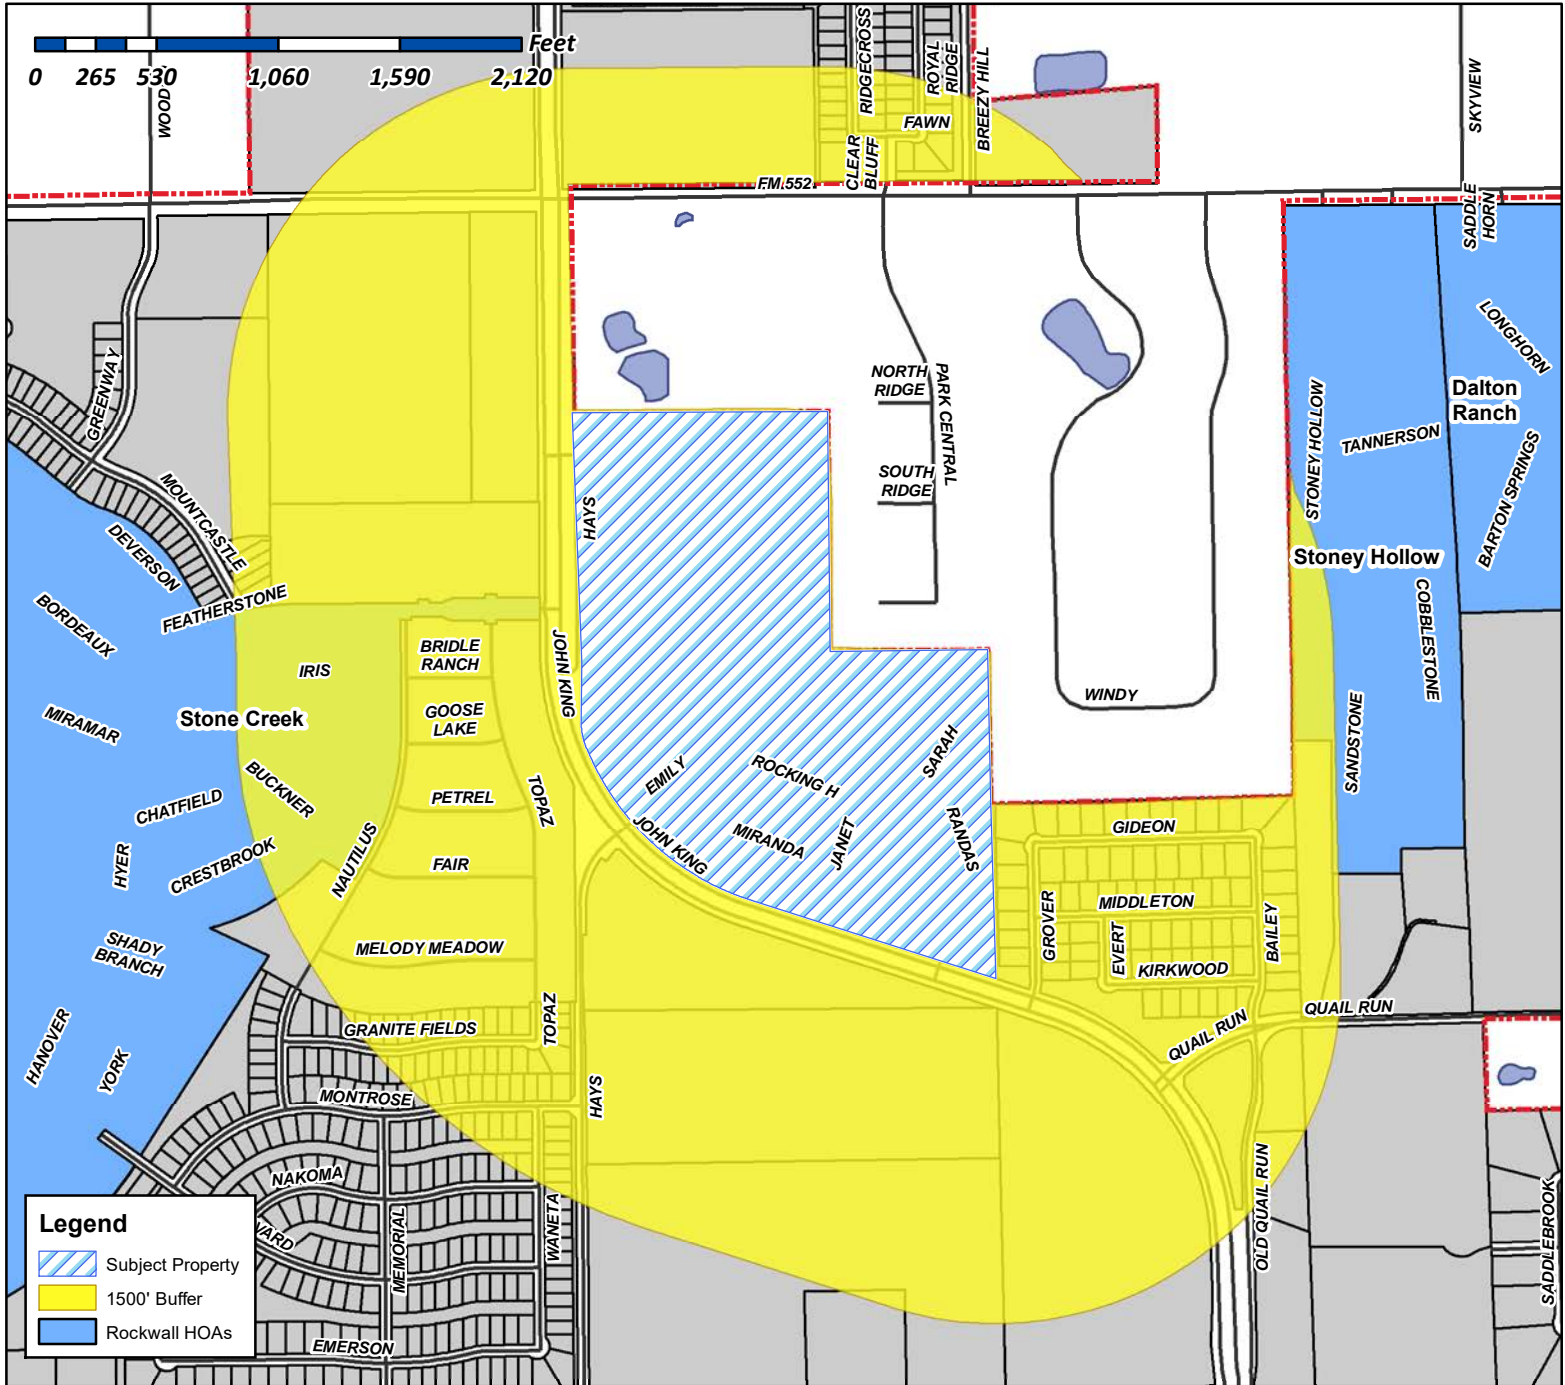 Feet
0 265 530 1,060 1,590 2,120
RIDGECROSS
ROYAL
RIDGE
BREEZY HILL
SKYVIEW
FAWN
CLEAR
BLUFF
FM 552
SADDLE
HORN
LONGHORN
GREENWAY
NORTH
RIDGE
PARK CENTRAL
Dalton
Ranch
STONEY HOLLOW
TANNERSON
BARTON SPRINGS
MOUNTCASTLE
SOUTH
RIDGE
HAYS
DEVERSON
Stoney Hollow
COBBLESTONE
FEATHERSTONE
BORDEAUX
BRIDLE
RANCH
JOHN KING
IRIS
MIRAMAR
Stone Creek
GOOSE
LAKE
WINDY
SANDSTONE
SARAH
EMILY
ROCKING H
BUCKNER
PETREL
TOPAZ
CHATFIELD
HYER
CRESTBROOK
NAUTILUS
FAIR
JOHN KING
MIRANDA
JANET
RANDAS
GIDEON
MIDDLETON
GROVER
EVERT
BAILEY
KIRKWOOD
SHADY
BRANCH
MELODY MEADOW
HANOVER
YORK
GRANITE FIELDS
TOPAZ
QUAIL RUN
QUAIL RUN
MONTROSE
HAYS
NAKOMA
MEMORIAL
WANETA
OLD QUAIL RUN
SADDLEBROOK
EMERSON
Legend
Subject Property
1500' Buffer
Rockwall HOAs